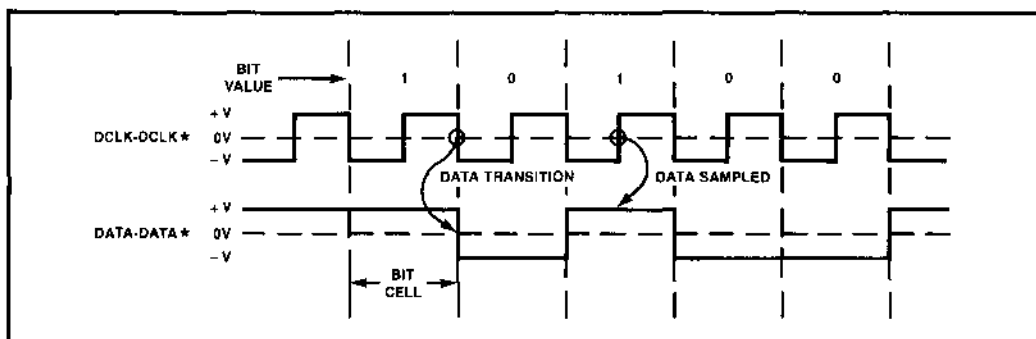 BIT
VALUE
1 0 1 0 0
+ V
DCLK-DCLK★ 0V
− V
DATA TRANSITION DATA SAMPLED
+ V
DATA-DATA★ 0V
− V
BIT
CELL